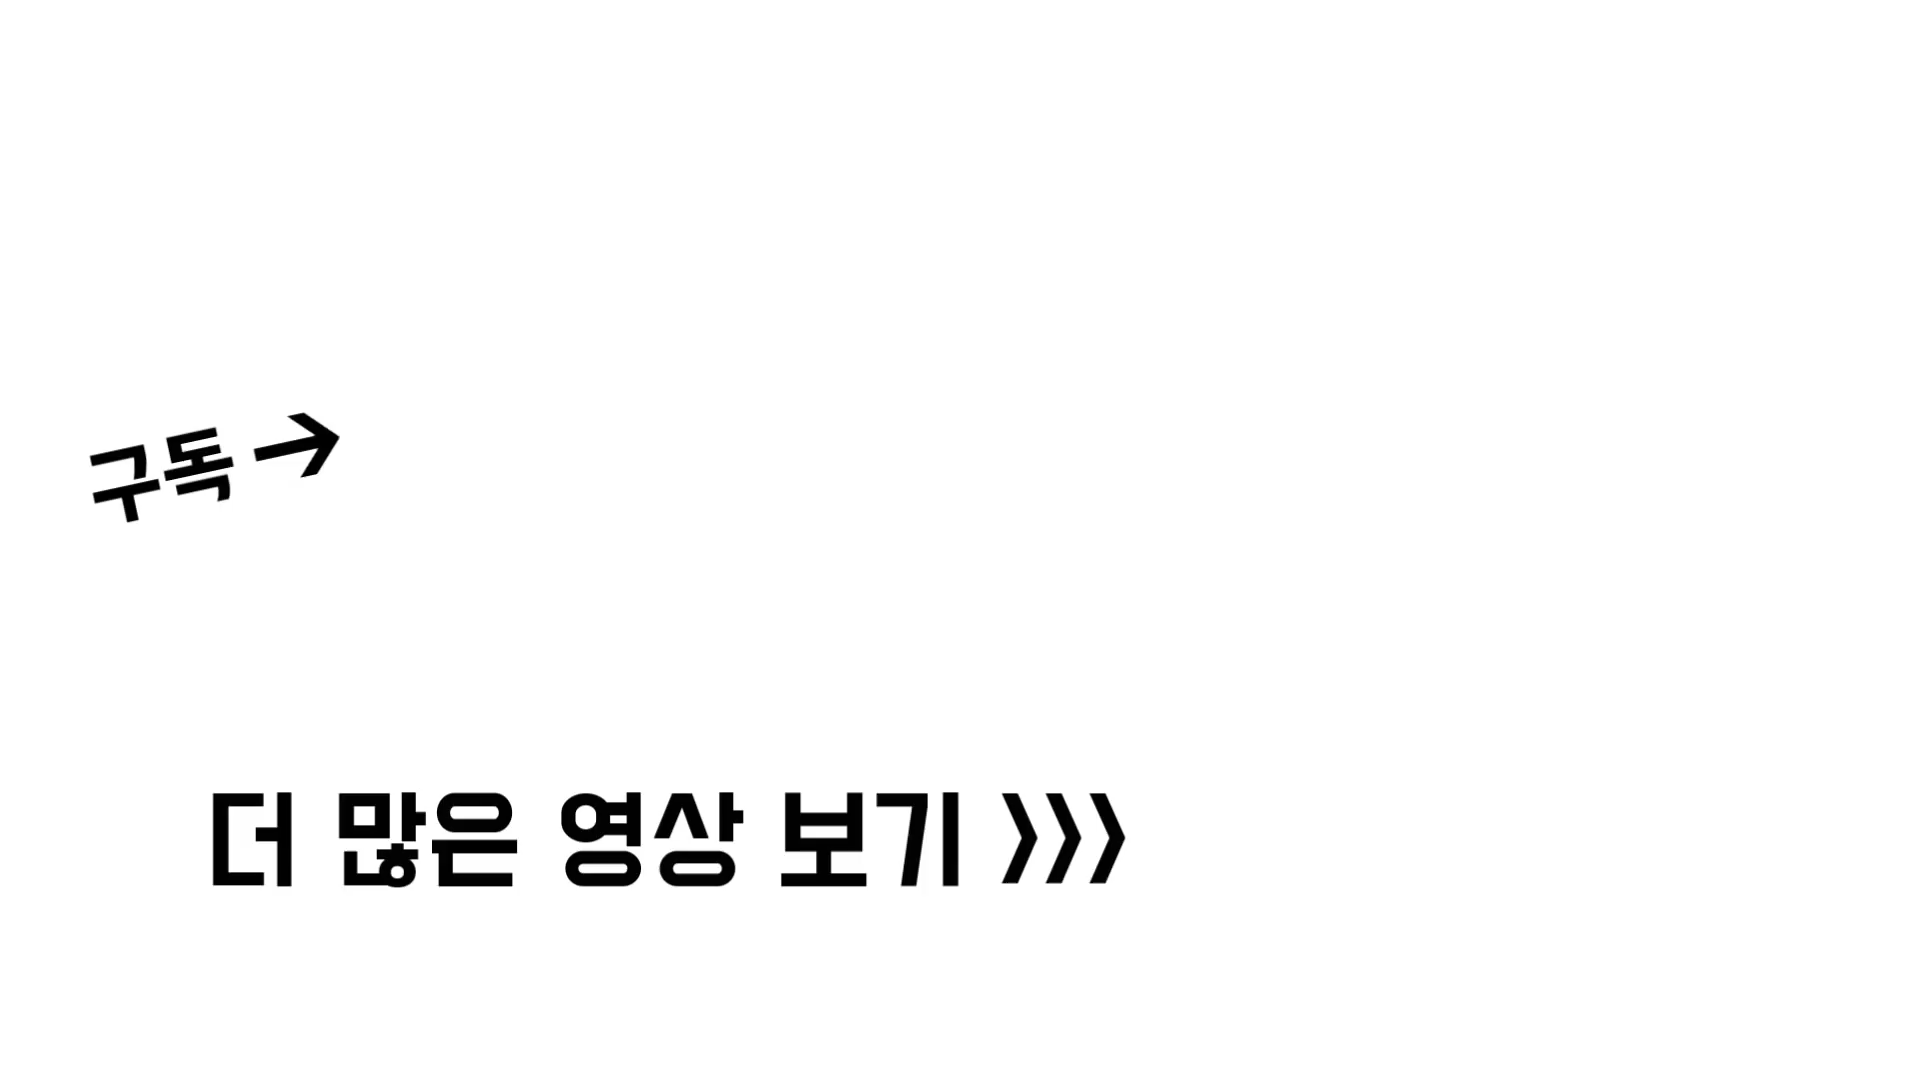 구독 →
더 많은 영상 보기 》》》